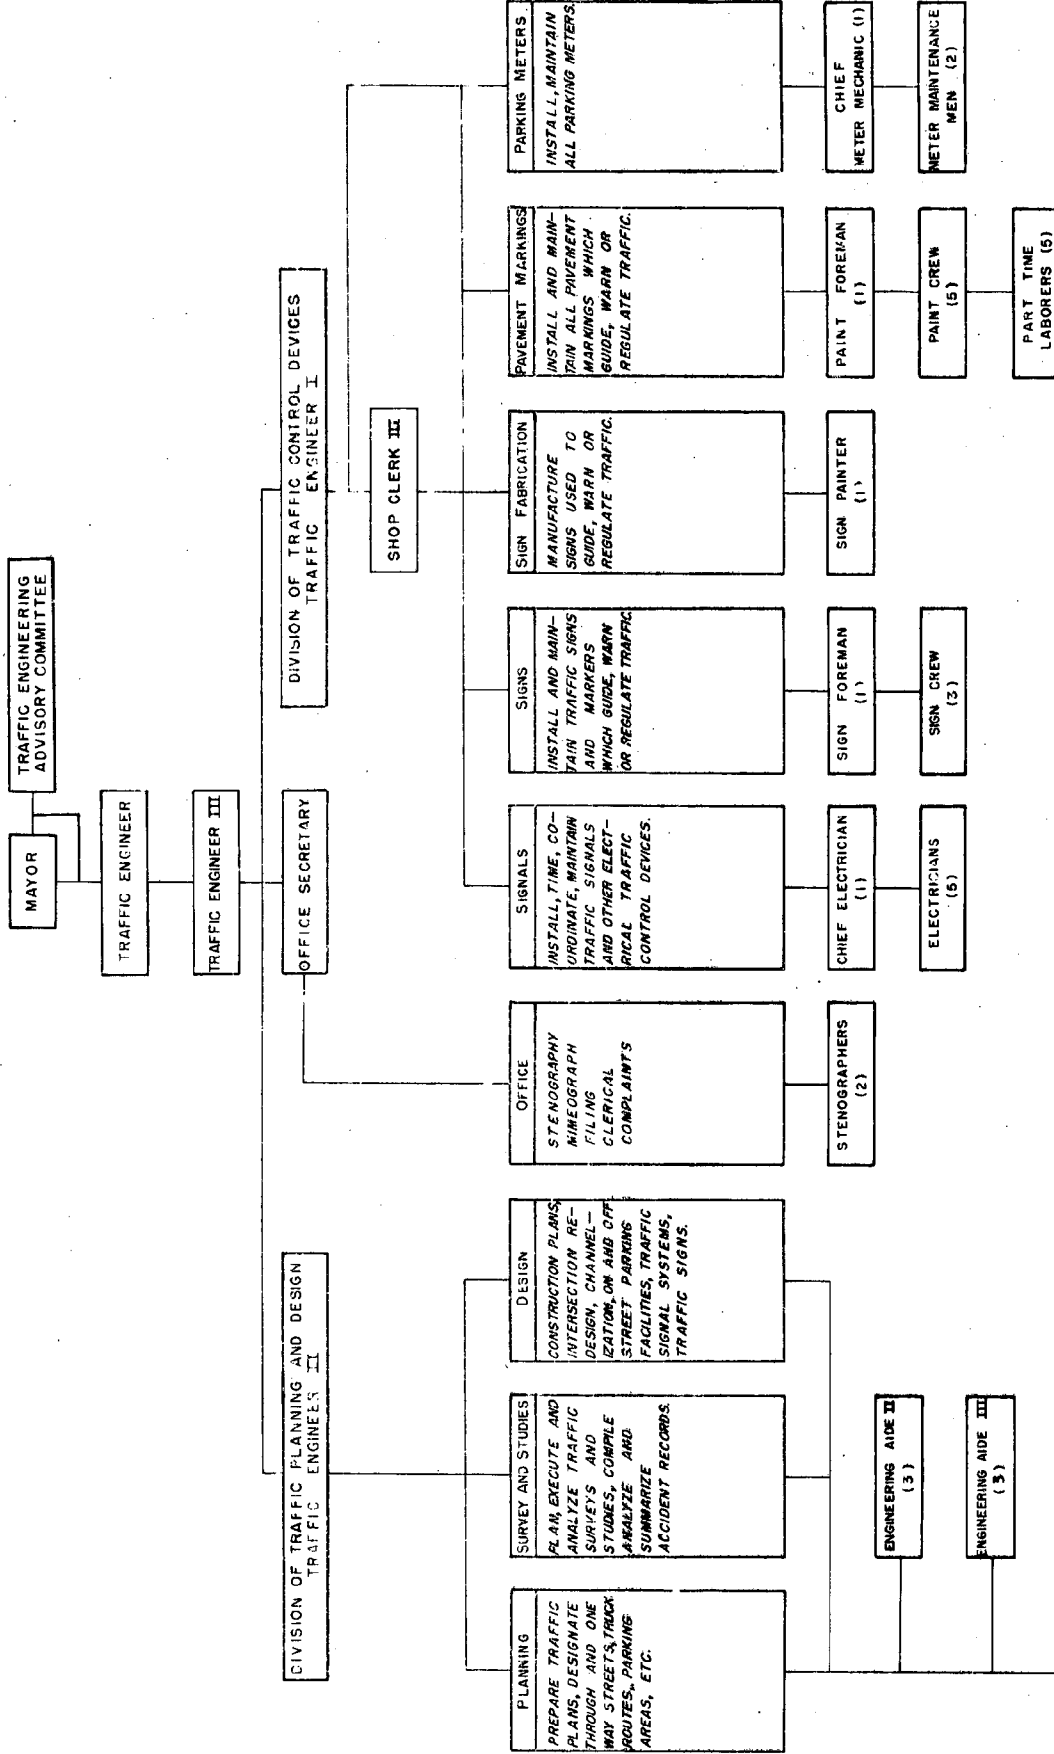 TRAFFIC ENGINEERING
ADVISORY COMMITTEE
MAYOR
TRAFFIC ENGINEER
TRAFFIC ENGINEER III
OFFICE SECRETARY
DIVISION OF TRAFFIC PLANNING AND DESIGN
TRAFFIC ENGINEER II
DIVISION OF TRAFFIC CONTROL DEVICES
TRAFFIC ENGINEER I
SHOP CLERK III
PLANNING
PREPARE TRAFFIC
PLANS, DESIGNATE
THROUGH AND ONE
WAY STREETS, TRUCK
ROUTES, PARKING
AREAS, ETC.
SURVEY AND STUDIES
PLAN, EXECUTE AND
ANALYZE TRAFFIC
SURVEYS AND
STUDIES, COMPILE
ANALYZE AND
SUMMARIZE
ACCIDENT RECORDS.
DESIGN
CONSTRUCTION PLANS,
INTERSECTION RE-
DESIGN, CHANNEL-
IZATION, ON AND OFF
STREET PARKING
FACILITIES, TRAFFIC
SIGNAL SYSTEMS,
TRAFFIC SIGNS.
OFFICE
STENOGRAPHY
MIMEOGRAPH
FILING
CLERICAL
COMPLAINTS
SIGNALS
INSTALL, TIME, CO-
ORDINATE, MAINTAIN
TRAFFIC SIGNALS
AND OTHER ELECT-
RICAL TRAFFIC
CONTROL DEVICES.
SIGNS
INSTALL AND MAIN-
TAIN TRAFFIC SIGNS
AND MARKERS
WHICH GUIDE, WARN
OR REGULATE TRAFFIC.
SIGN FABRICATION
MANUFACTURE
SIGNS USED TO
GUIDE, WARN OR
REGULATE TRAFFIC.
PAVEMENT MARKINGS
INSTALL AND MAIN-
TAIN ALL PAVEMENT
MARKINGS WHICH
GUIDE, WARN OR
REGULATE TRAFFIC.
PARKING METERS
INSTALL, MAINTAIN
ALL PARKING METERS.
ENGINEERING AIDE II
(3)
ENGINEERING AIDE III
(3)
STENOGRAPHERS
(2)
CHIEF ELECTRICIAN
(1)
ELECTRICIANS
(5)
SIGN FOREMAN
(1)
SIGN CREW
(3)
SIGN PAINTER
(1)
PAINT FOREMAN
(1)
PAINT CREW
(5)
PART TIME
LABORERS (5)
CHIEF
METER MECHANIC (1)
METER MAINTENANCE
MEN (2)